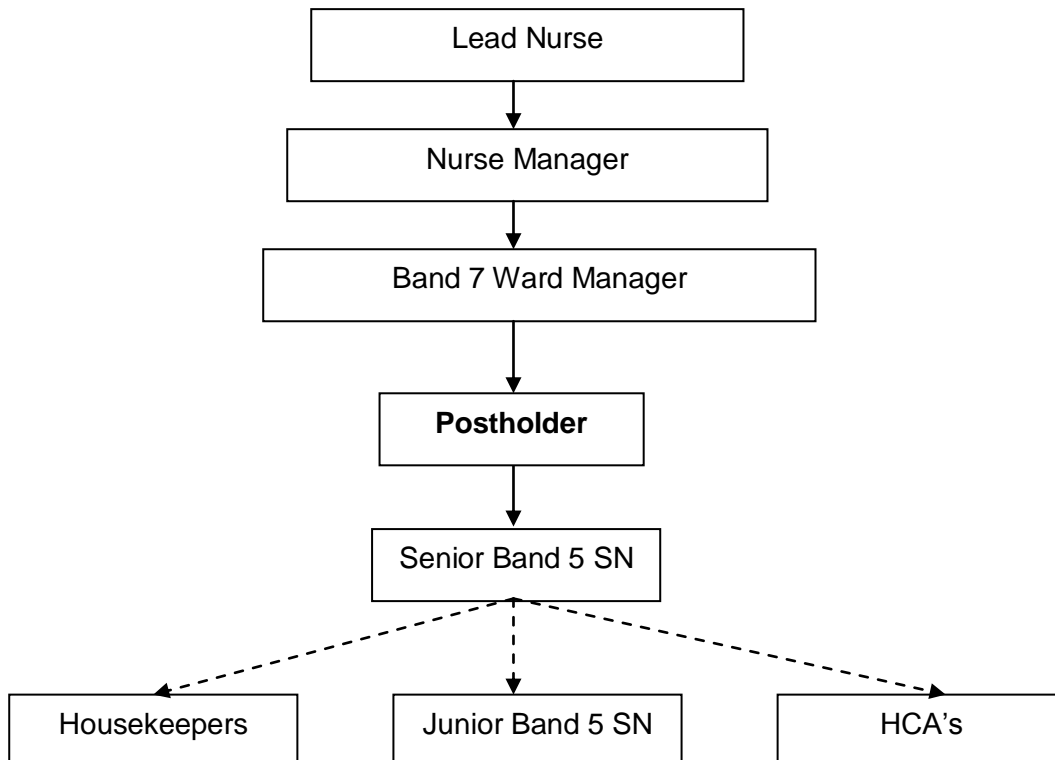 Lead Nurse
Nurse Manager
Band 7 Ward Manager
Postholder
Senior Band 5 SN
Housekeepers
Junior Band 5 SN
HCA’s